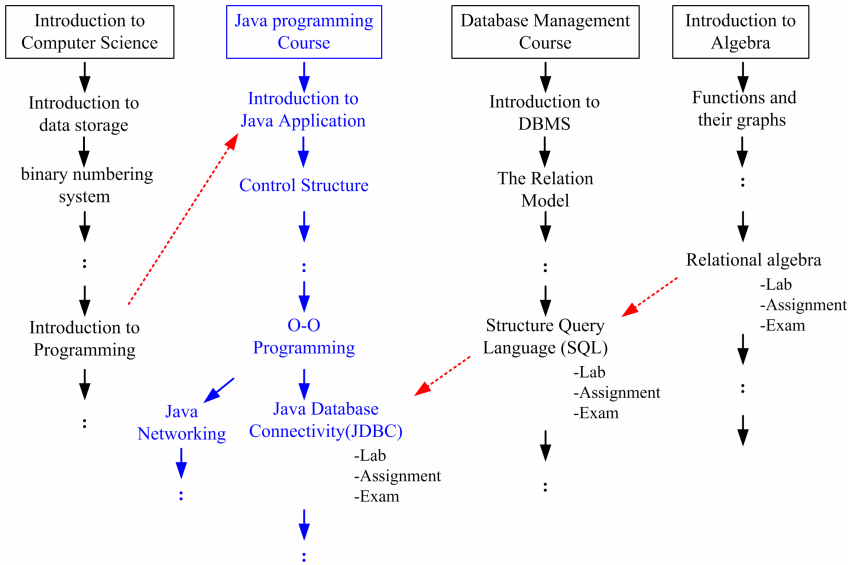 Introduction to
Computer Science
Introduction to
data storage
binary numbering
system
:
Introduction to
Programming
:
Java programming
Course
Introduction to
Java Application
Control Structure
:
O-O
Programming
Java
Networking
:
Java Database
Connectivity(JDBC)
-Lab
-Assignment
-Exam
:
Database Management
Course
Introduction to
DBMS
The Relation
Model
:
Structure Query
Language (SQL)
-Lab
-Assignment
-Exam
:
Introduction to
Algebra
Functions and
their graphs
:
Relational algebra
-Lab
-Assignment
-Exam
: